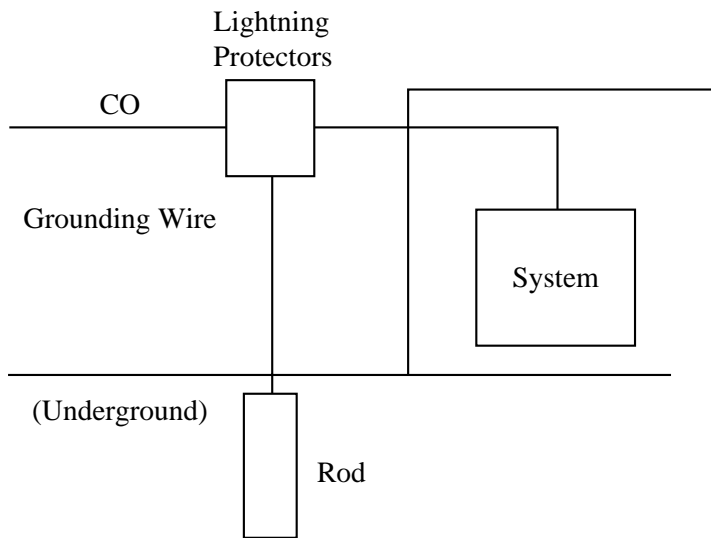 Lightning
Protectors
CO
Grounding Wire
System
(Underground)
Rod